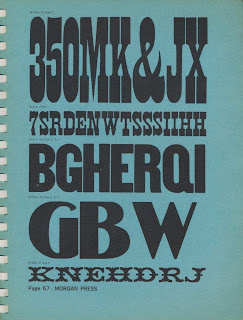 350MK&JX
7SRDENWTSSSIIHH
BGHERQI
GBW
KNEHDRJ
Page 67 : MORGAN PRESS